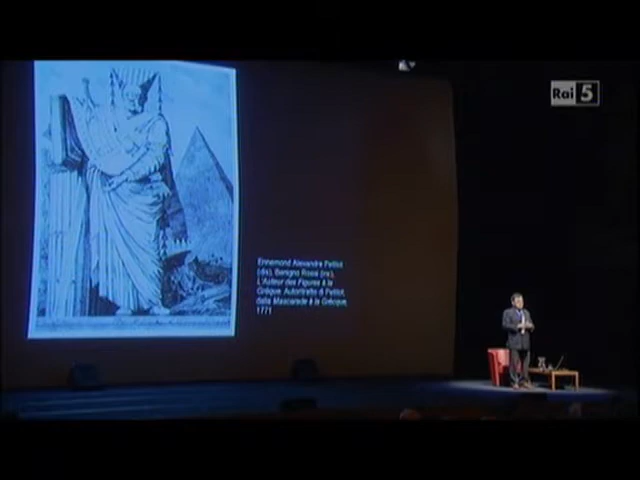 Rai 5
Ennemond Alexandre Petitot
(dis), Benigno Bossi (inc),
L'Auteur des Figures à la
Grèque. Autoritratto di Petitot,
dalla Mascarade à la Grècque,
1771